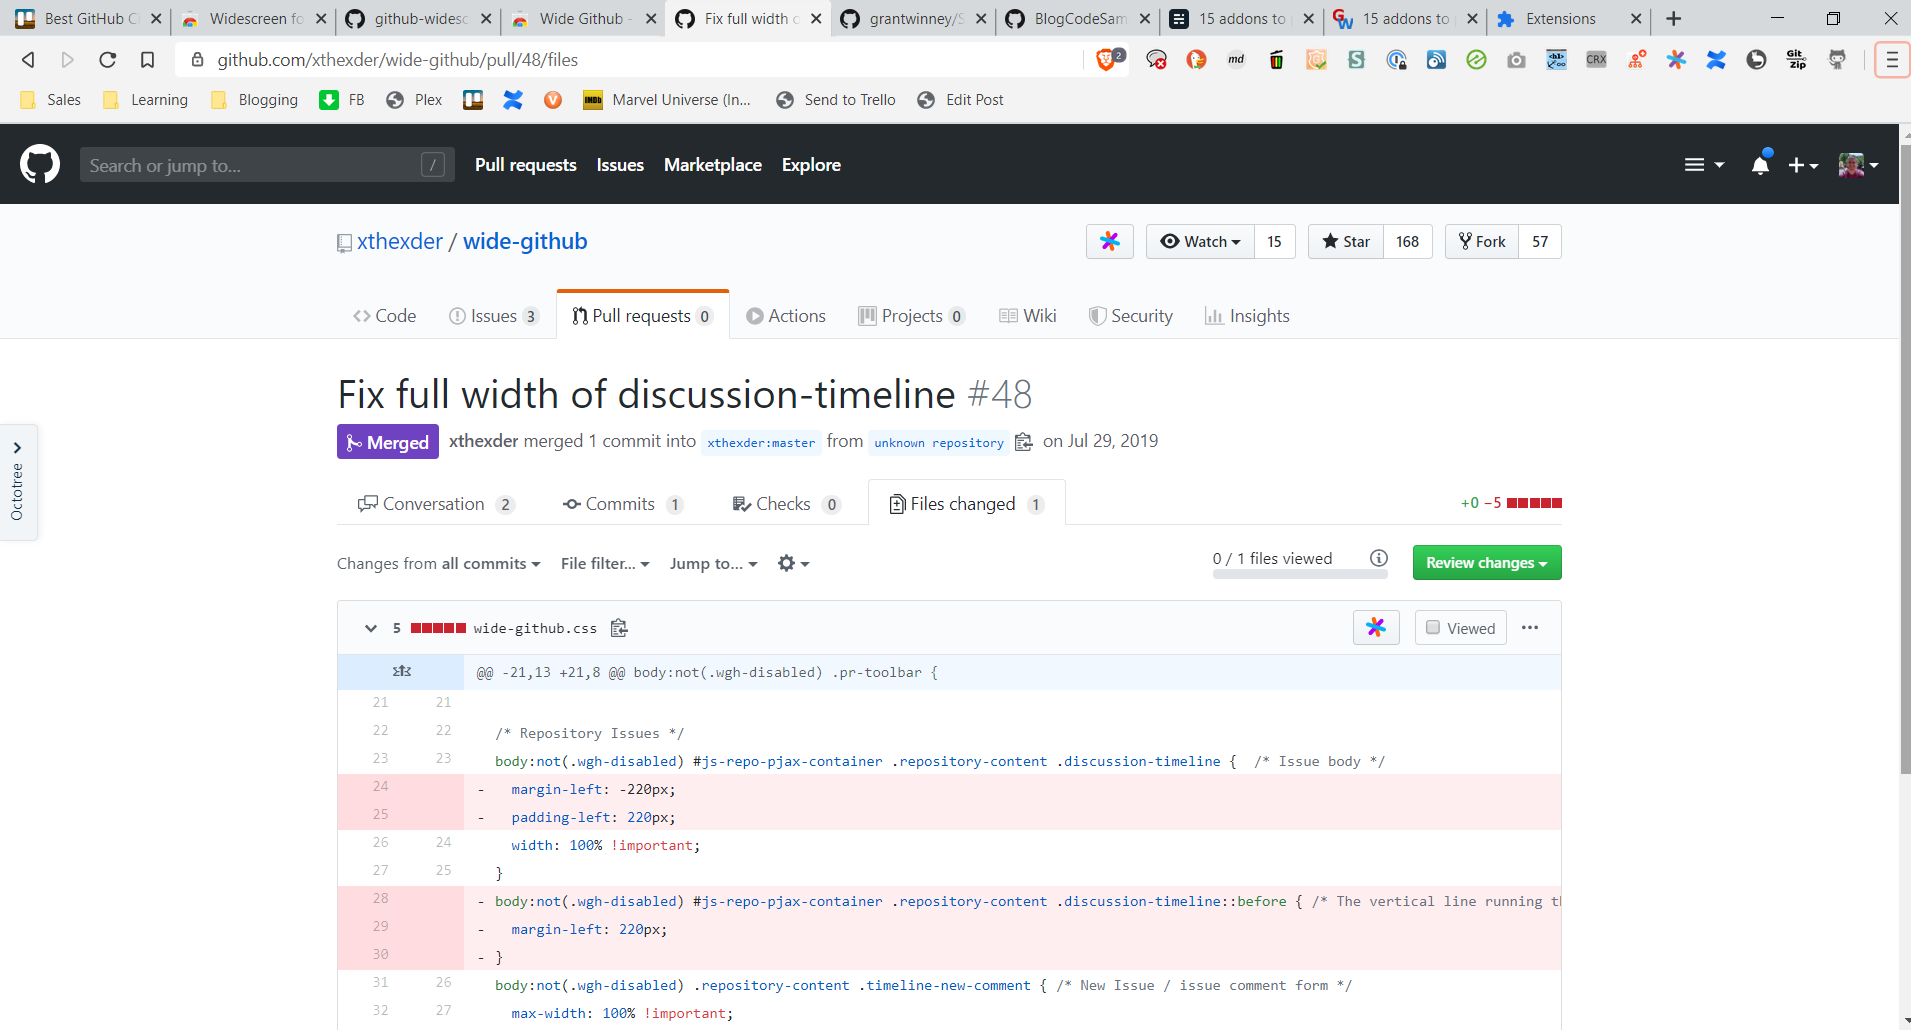 Best GitHub C
Widescreen fo
github-widesc
Wide Github -
Fix full width o
grantwinney/S
BlogCodeSam
15 addons to
15 addons to
Extensions
github.com/xthexder/wide-github/pull/48/files
2
md
CRX
Git
zip
Sales
Learning
Blogging
FB
Plex
IMDb
Marvel Universe (In...
Send to Trello
Edit Post
Search or jump to...
/
Pull requests
Issues
Marketplace
Explore
xthexder / wide-github
Watch
15
Star
168
Fork
57
Code
Issues 3
Pull requests 0
Actions
Projects 0
Wiki
Security
Insights
Fix full width of discussion-timeline #48
Merged
xthexder merged 1 commit into xthexder:master from unknown repository on Jul 29, 2019
Octotree
Conversation 2
Commits 1
Checks 0
Files changed 1
+0 −5
Changes from all commits
File filter...
Jump to...
0 / 1 files viewed
Review changes
5 wide-github.css
Viewed
@@ -21,13 +21,8 @@ body:not(.wgh-disabled) .pr-toolbar {
21 21
22 22 /* Repository Issues */
23 23 body:not(.wgh-disabled) #js-repo-pjax-container .repository-content .discussion-timeline {  /* Issue body */
24 - margin-left: -220px;
25 - padding-left: 220px;
26 24 width: 100% !important;
27 25 }
28 - body:not(.wgh-disabled) #js-repo-pjax-container .repository-content .discussion-timeline::before { /* The vertical line running th
29 - margin-left: 220px;
30 - }
31 26 body:not(.wgh-disabled) .repository-content .timeline-new-comment { /* New Issue / issue comment form */
32 27 max-width: 100% !important;